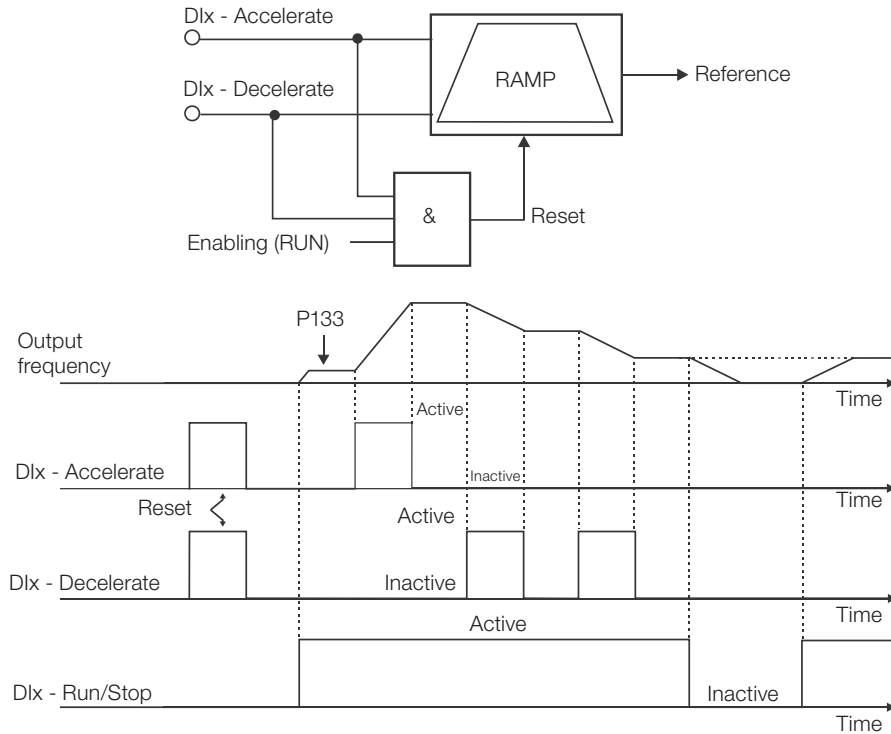 DIx - Accelerate
DIx - Decelerate
RAMP
Reference
&
Reset
Enabling (RUN)
P133
Output
frequency
Time
Active
DIx - Accelerate
Inactive
Time
Reset
Active
DIx - Decelerate
Inactive
Time
Active
DIx - Run/Stop
Inactive
Time